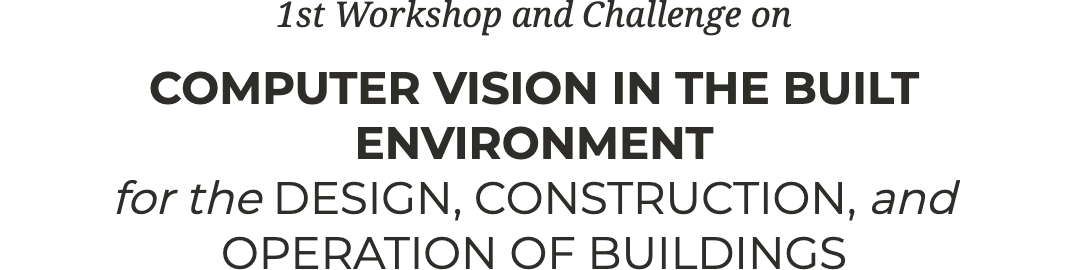 1st Workshop and Challenge on
COMPUTER VISION IN THE BUILT
ENVIRONMENT
for the DESIGN, CONSTRUCTION, and
OPERATION OF BUILDINGS